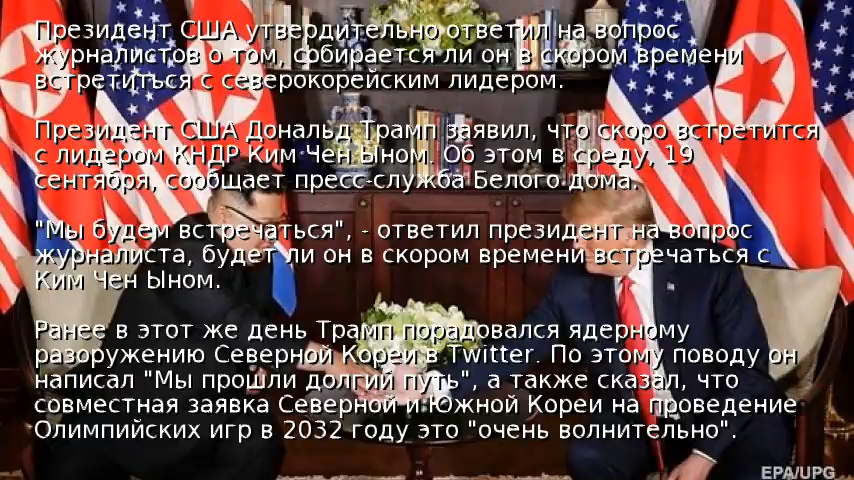 Президент США утвердительно ответил на вопрос
журналистов о том, собирается ли он в скором времени
встретиться с северокорейским лидером.
Президент США Дональд Трамп заявил, что скоро встретится
с лидером КНДР Ким Чен Ыном. Об этом в среду, 19
сентября, сообщает пресс-служба Белого дома.
"Мы будем встречаться", - ответил президент на вопрос
журналиста, будет ли он в скором времени встречаться с
Ким Чен Ыном.
Ранее в этот же день Трамп порадовался ядерному
разоружению Северной Кореи в Twitter. По этому поводу он
написал "Мы прошли долгий путь", а также сказал, что
совместная заявка Северной и Южной Кореи на проведение
Олимпийских игр в 2032 году это "очень волнительно".
EPA/UPG